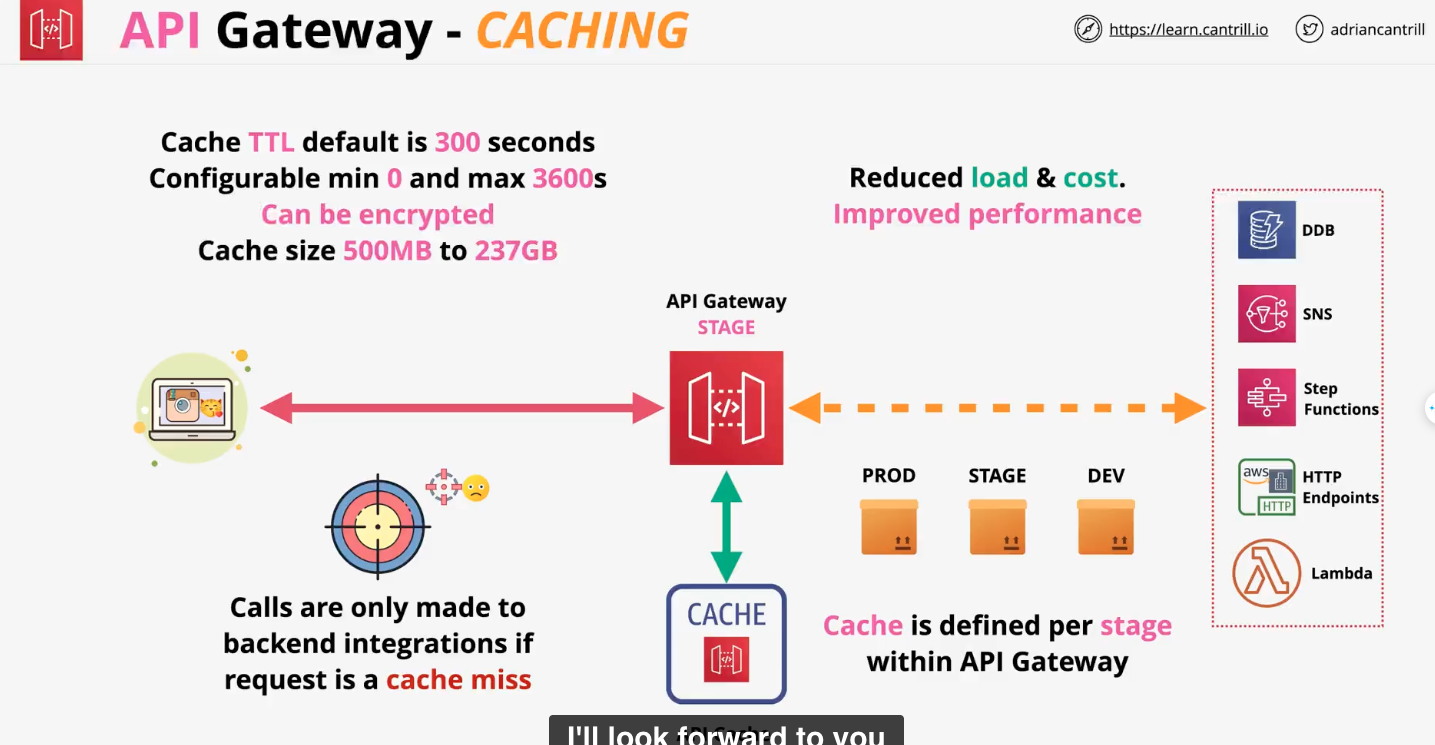 API Gateway - CACHING
https://learn.cantrill.io
adriancantrill
Cache TTL default is 300 seconds
Configurable min 0 and max 3600s
Can be encrypted
Cache size 500MB to 237GB
Reduced load & cost.
Improved performance
API Gateway
STAGE
</>
DDB
SNS
Step
Functions
aws
HTTP
HTTP
Endpoints
Lambda
PROD
STAGE
DEV
Calls are only made to
backend integrations if
request is a cache miss
CACHE
Cache is defined per stage
within API Gateway
I'll look forward to you